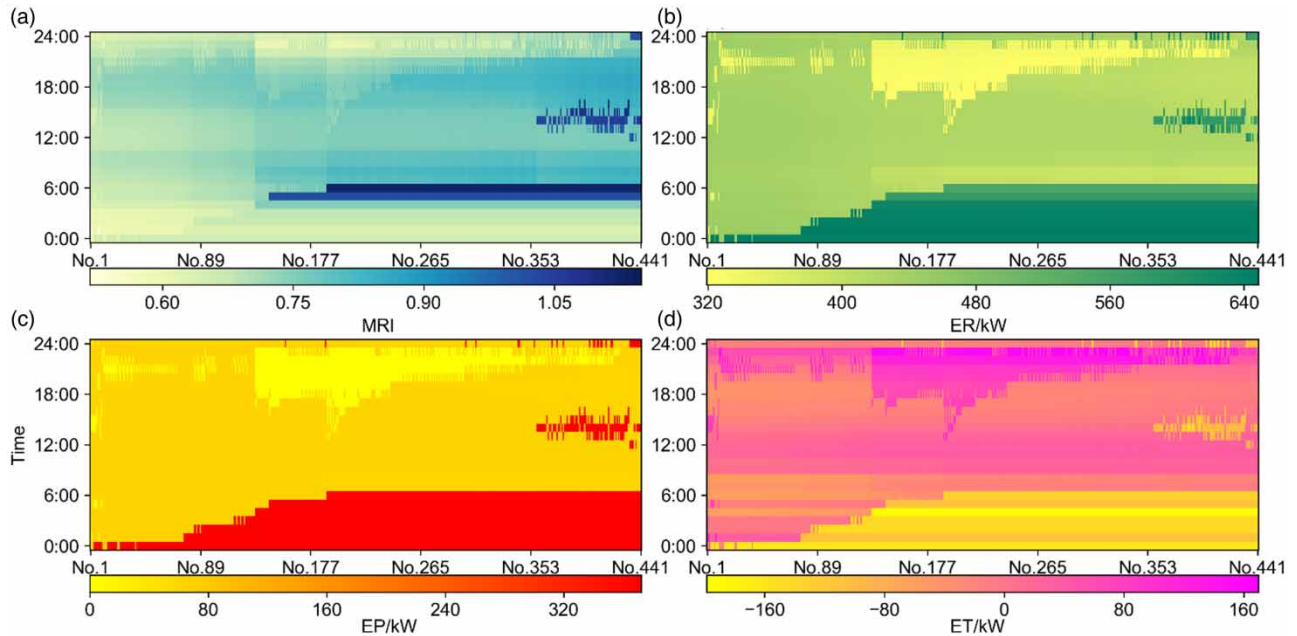 (a)
24:00
18:00
12:00
6:00
0:00
No.1 No.89 No.177 No.265 No.353 No.441
0.60 0.75 0.90 1.05
MRI
(b)
24:00
18:00
12:00
6:00
0:00
No.1 No.89 No.177 No.265 No.353 No.441
320 400 480 560 640
ER/kW
(c)
Time
24:00
18:00
12:00
6:00
0:00
No.1 No.89 No.177 No.265 No.353 No.441
0 80 160 240 320
EP/kW
(d)
24:00
18:00
12:00
6:00
0:00
No.1 No.89 No.177 No.265 No.353 No.441
−160 −80 0 80 160
ET/kW